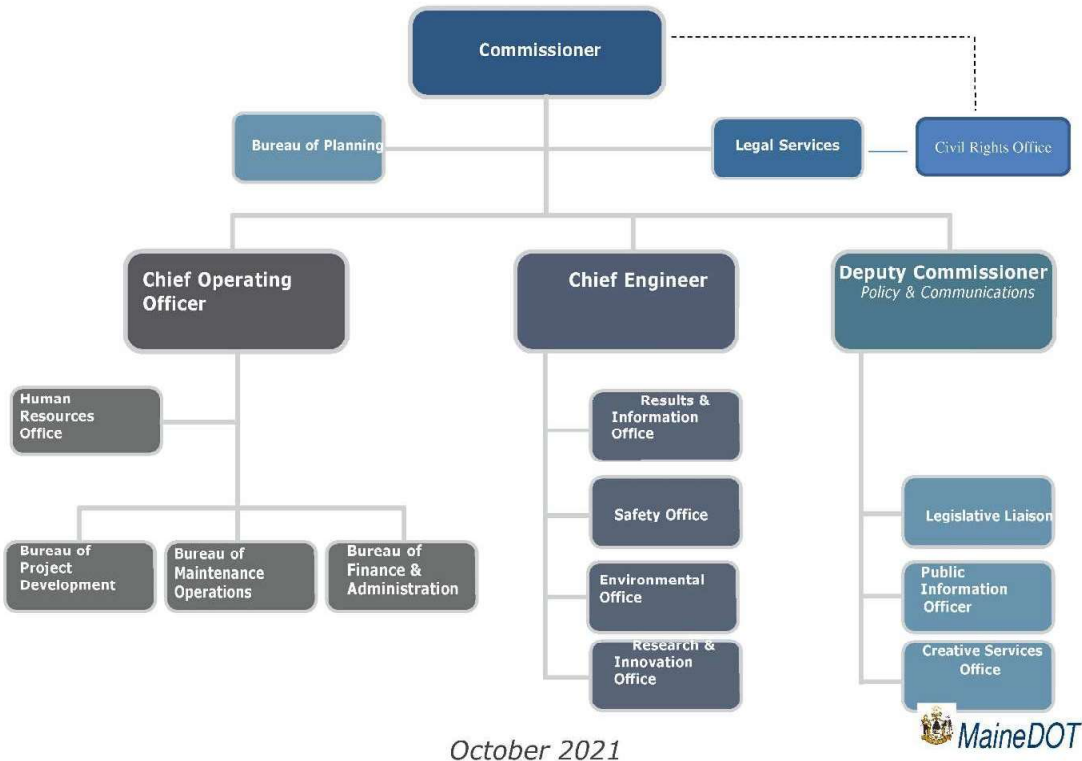 Commissioner
Bureau of Planning
Legal Services
Civil Rights Office
Chief Operating
Officer
Chief Engineer
Deputy Commissioner
Policy & Communications
Human
Resources
Office
Results &
Information
Office
Safety Office
Legislative Liaison
Bureau of
Project
Development
Bureau of
Maintenance
Operations
Bureau of
Finance &
Administration
Environmental
Office
Public
Information
Officer
Research &
Innovation
Office
Creative Services
Office
MaineDOT
October 2021